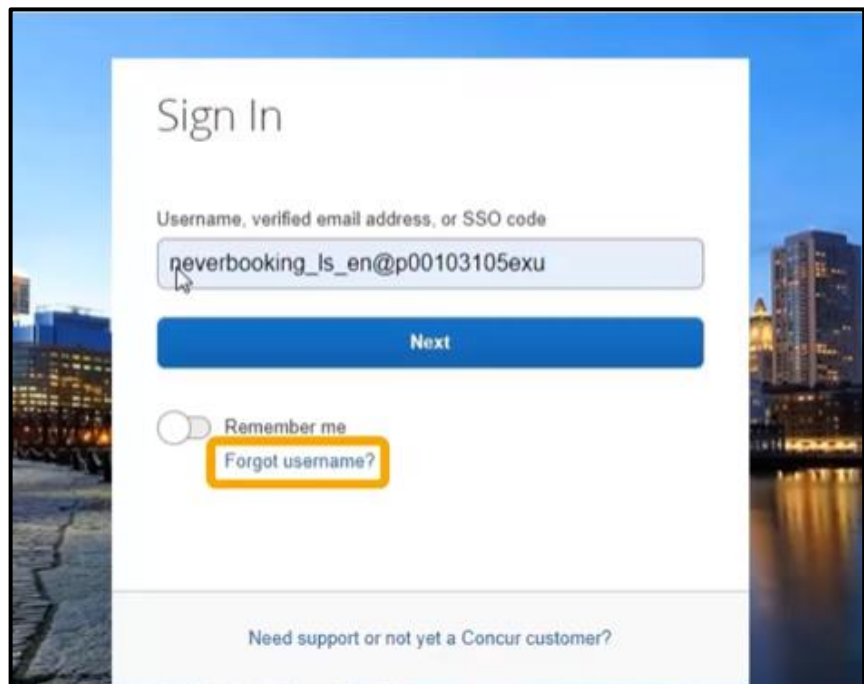 Sign In
Username, verified email address, or SSO code
neverbooking_ls_en@p00103105exu
Next
Remember me
Forgot username?
Need support or not yet a Concur customer?